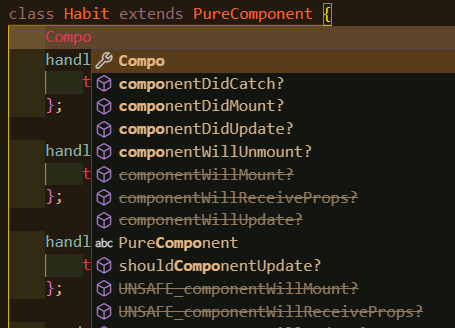 class Habit extends PureComponent {
Compo
handl
Compo
componentDidCatch?
t
componentDidMount?
};
componentDidUpdate?
handl
componentWillUnmount?
t
componentWillMount?
};
componentWillReceiveProps?
componentWillUpdate?
handl
abc PureComponent
t
shouldComponentUpdate?
};
UNSAFE_componentWillMount?
UNSAFE_componentWillReceiveProps?